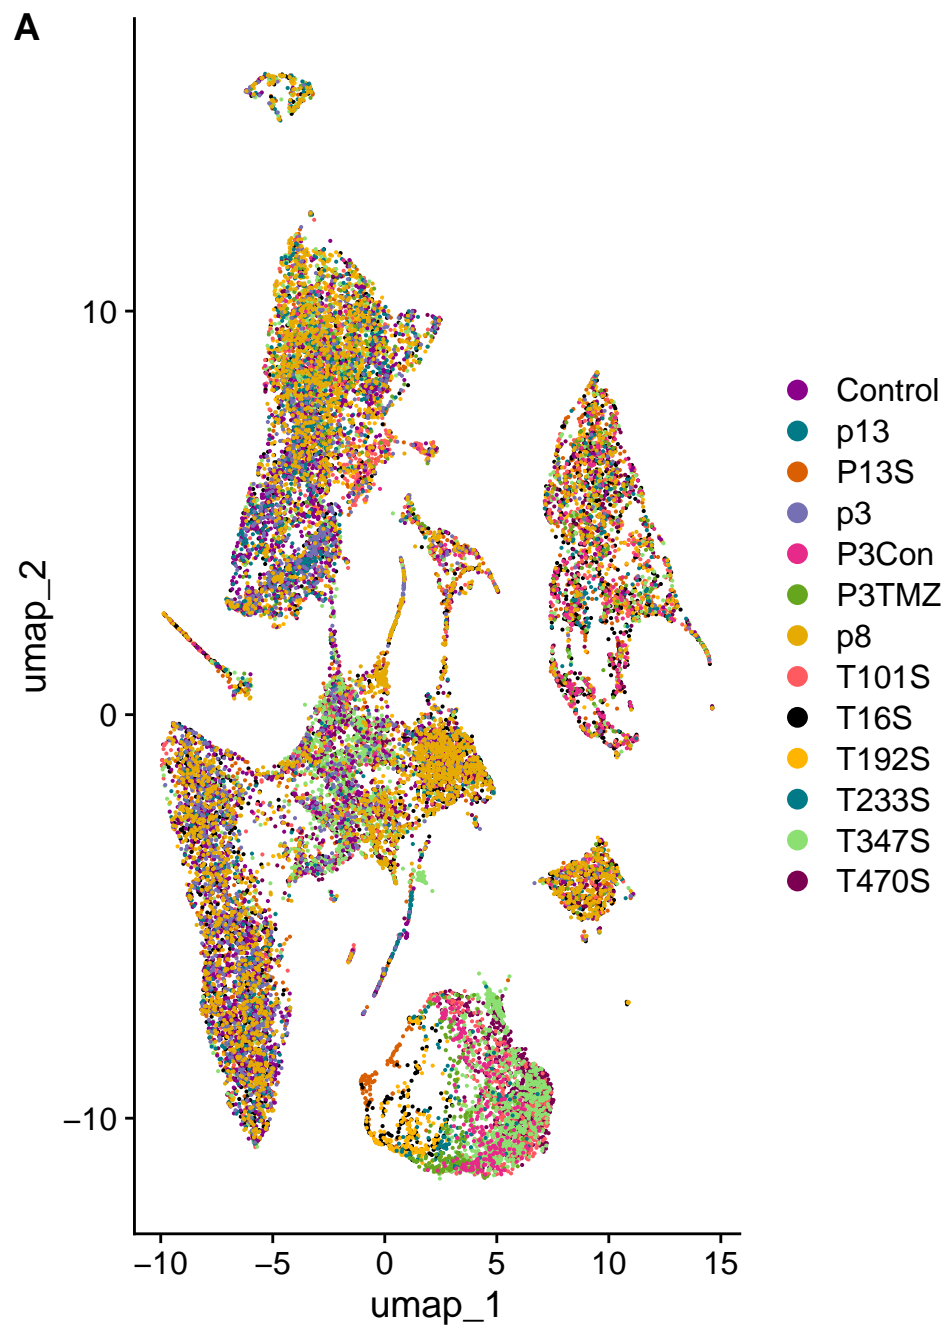 A
umap_2
10
0
−10
−10
−5
0
5
10
15
umap_1
Control
p13
P13S
p3
P3Con
P3TMZ
p8
T101S
T16S
T192S
T233S
T347S
T470S